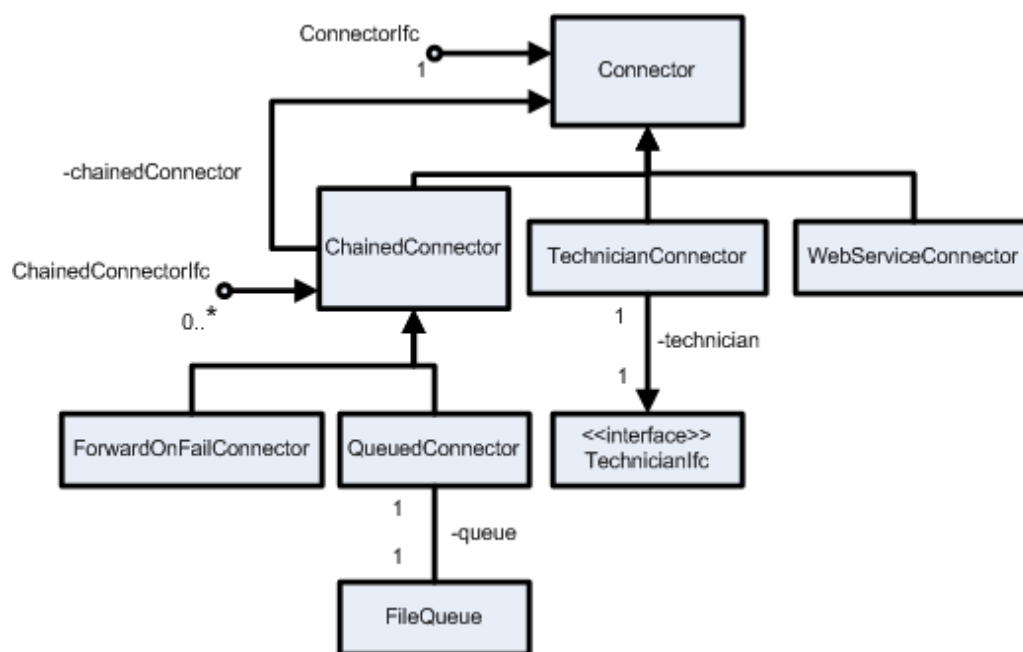 ConnectorIfc
1
Connector
-chainedConnector
ChainedConnector
TechnicianConnector
WebServiceConnector
ChainedConnectorIfc
0..*
1
-technician
1
ForwardOnFailConnector
QueuedConnector
<<interface>>
TechnicianIfc
1
-queue
1
FileQueue